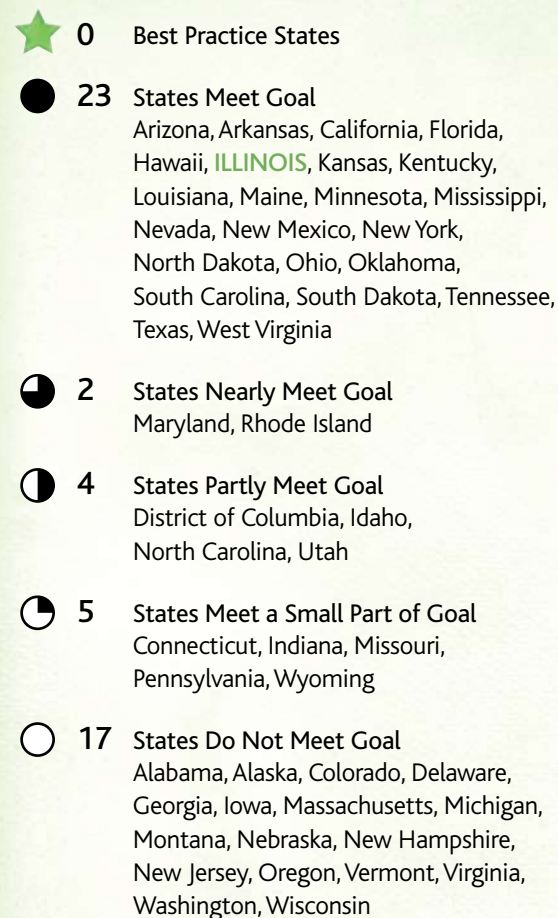 0 Best Practice States
23 States Meet Goal
Arizona, Arkansas, California, Florida,
Hawaii, ILLINOIS, Kansas, Kentucky,
Louisiana, Maine, Minnesota, Mississippi,
Nevada, New Mexico, New York,
North Dakota, Ohio, Oklahoma,
South Carolina, South Dakota, Tennessee,
Texas, West Virginia
2 States Nearly Meet Goal
Maryland, Rhode Island
4 States Partly Meet Goal
District of Columbia, Idaho,
North Carolina, Utah
5 States Meet a Small Part of Goal
Connecticut, Indiana, Missouri,
Pennsylvania, Wyoming
17 States Do Not Meet Goal
Alabama, Alaska, Colorado, Delaware,
Georgia, Iowa, Massachusetts, Michigan,
Montana, Nebraska, New Hampshire,
New Jersey, Oregon, Vermont, Virginia,
Washington, Wisconsin